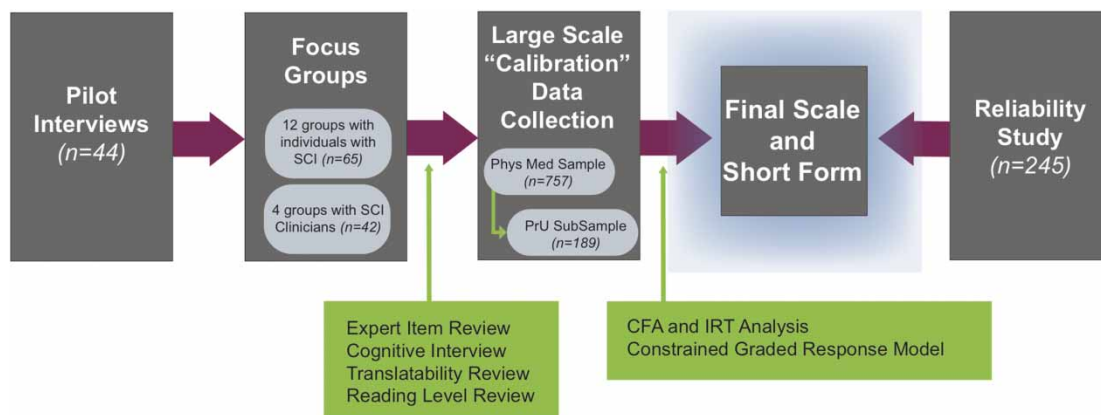 Pilot
Interviews
(n=44)
Focus
Groups
12 groups with
individuals with
SCI (n=65)
4 groups with SCI
Clinicians (n=42)
Large Scale
“Calibration”
Data
Collection
Phys Med Sample
(n=757)
PrU SubSample
(n=189)
Final Scale
and
Short Form
Reliability
Study
(n=245)
Expert Item Review
Cognitive Interview
Translatability Review
Reading Level Review
CFA and IRT Analysis
Constrained Graded Response Model